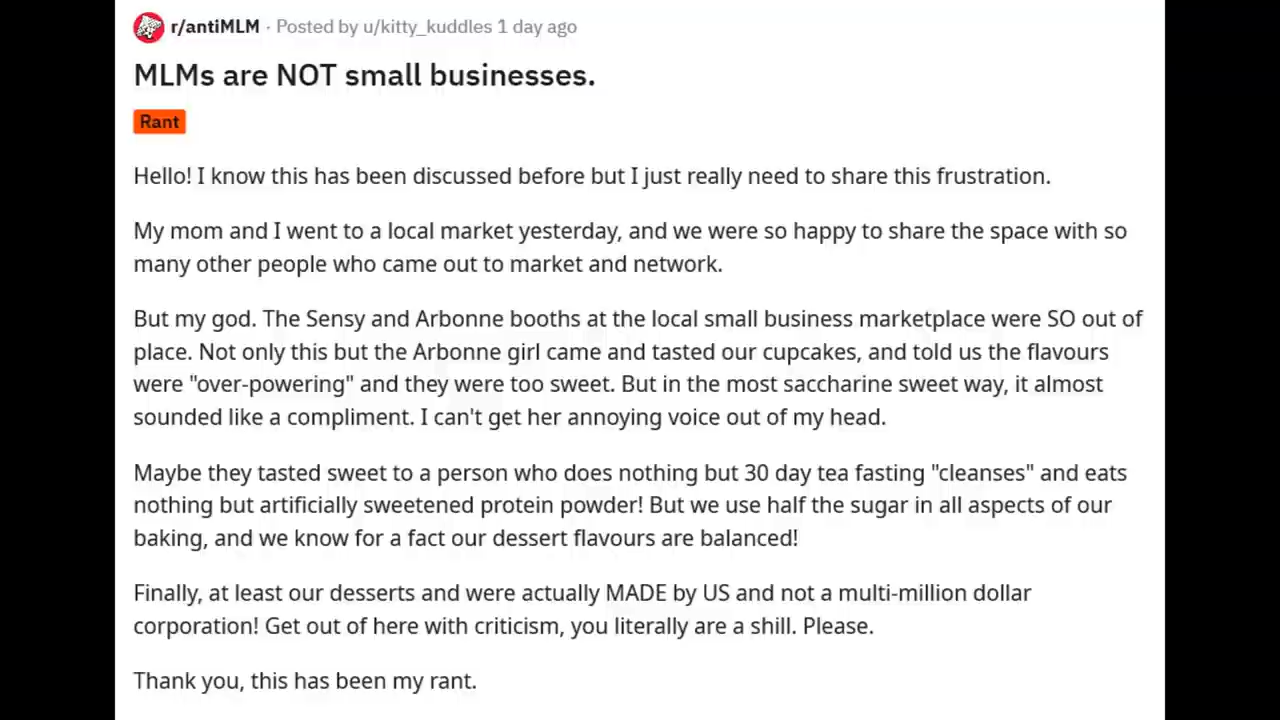 r/antiMLM · Posted by u/kitty_kuddles 1 day ago
MLMs are NOT small businesses.
Rant
Hello! I know this has been discussed before but I just really need to share this frustration.
My mom and I went to a local market yesterday, and we were so happy to share the space with so
many other people who came out to market and network.
But my god. The Sensy and Arbonne booths at the local small business marketplace were SO out of
place. Not only this but the Arbonne girl came and tasted our cupcakes, and told us the flavours
were "over-powering" and they were too sweet. But in the most saccharine sweet way, it almost
sounded like a compliment. I can't get her annoying voice out of my head.
Maybe they tasted sweet to a person who does nothing but 30 day tea fasting "cleanses" and eats
nothing but artificially sweetened protein powder! But we use half the sugar in all aspects of our
baking, and we know for a fact our dessert flavours are balanced!
Finally, at least our desserts and were actually MADE by US and not a multi-million dollar
corporation! Get out of here with criticism, you literally are a shill. Please.
Thank you, this has been my rant.